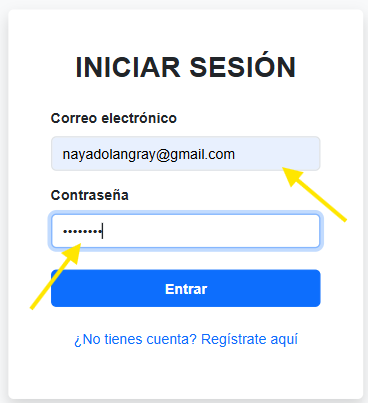 INICIAR SESIÓN
Correo electrónico
nayadolangray@gmail.com
Contraseña
••••••••
Entrar
¿No tienes cuenta? Regístrate aquí